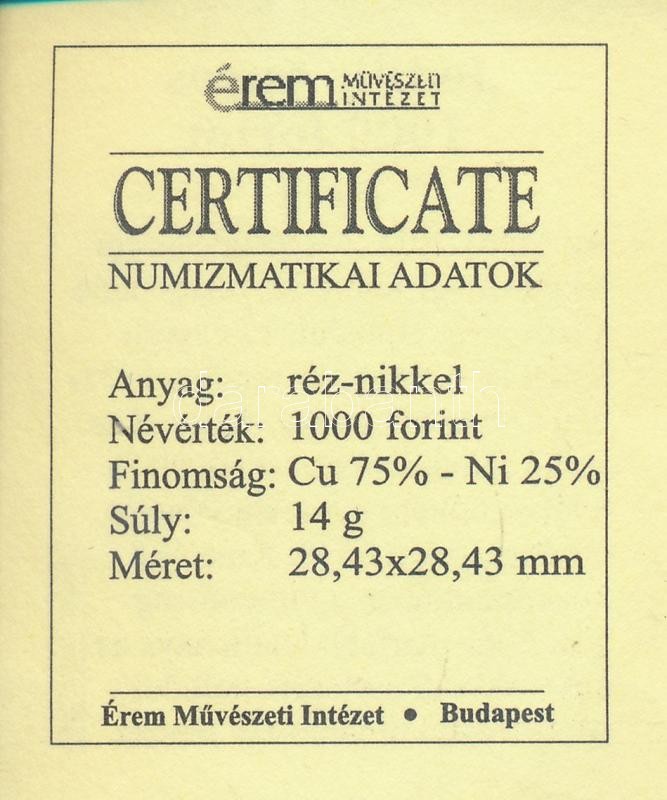 érem MŰVÉSZETI
INTÉZET
CERTIFICATE
NUMIZMATIKAI ADATOK
Anyag: réz-nikkel
darabanth
Névérték: 1000 forint
Finomság: Cu 75% - Ni 25%
Súly: 14 g
Méret: 28,43x28,43 mm
Érem Művészeti Intézet • Budapest